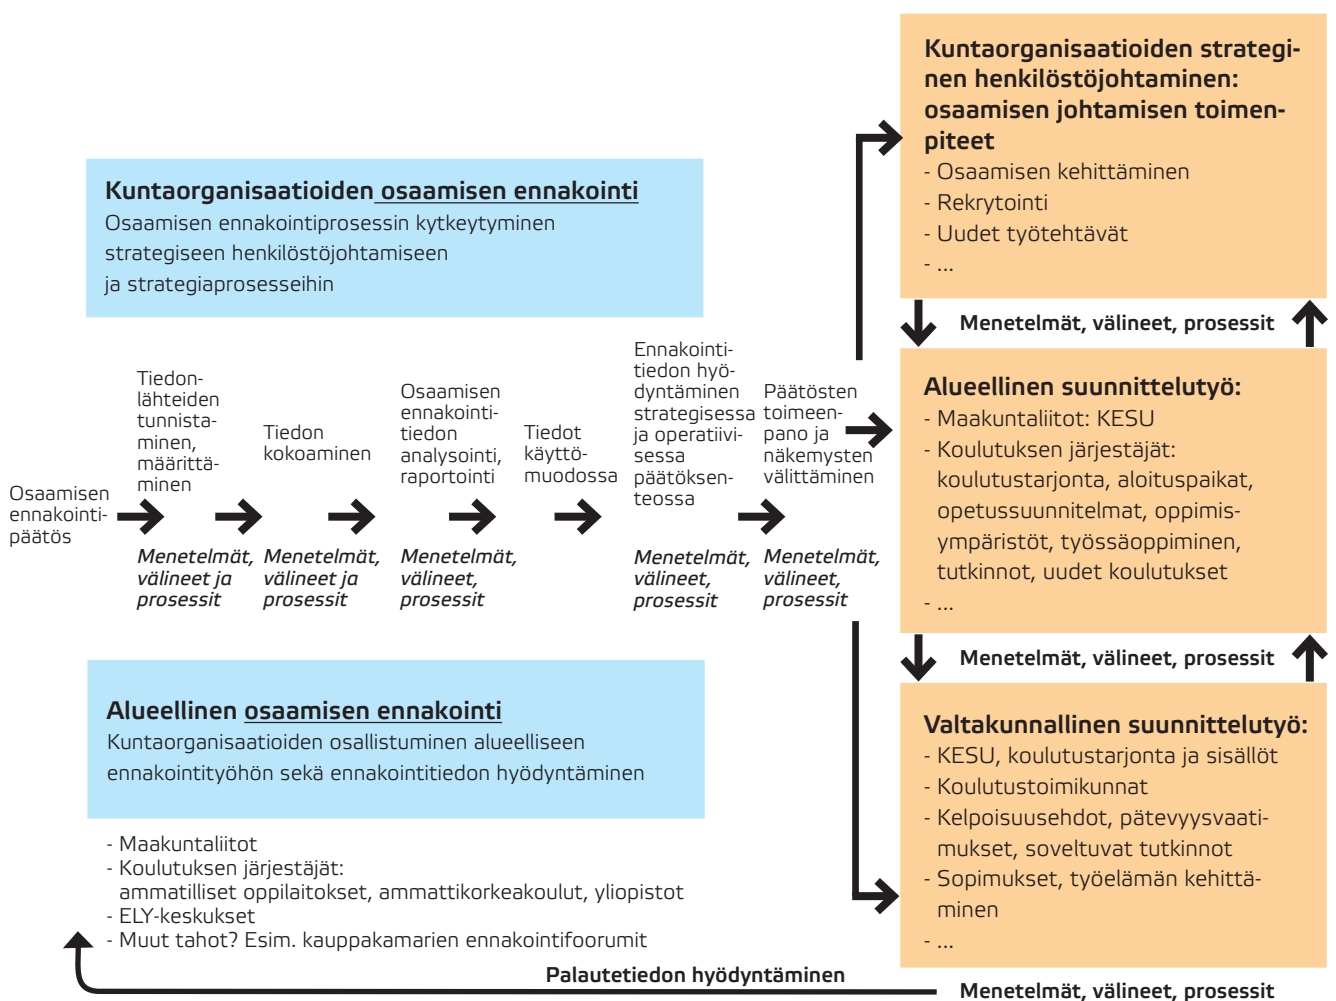 Kuntaorganisaatioiden osaamisen ennakointi
Osaamisen ennakointiprosessin kytkeytyminen
strategiseen henkilöstöjohtamiseen
ja strategiaprosesseihin
Osaamisen
ennakointi-
päätös
Tiedon-
lähteiden
tunnista-
minen,
määrittä-
minen
Menetelmät,
välineet ja
prosessit
Tiedon
kokoaminen
Menetelmät,
välineet ja
prosessit
Osaamisen
ennakointi-
tiedon
analysointi,
raportointi
Menetelmät,
välineet,
prosessit
Tiedot
käyttö-
muodossa
Ennakointi-
tiedon hyö-
dyntäminen
strategisessa
ja operatiivi-
sessa
päätöksen-
teossa
Menetelmät,
välineet,
prosessit
Päätösten
toimeen-
pano ja
näkemysten
välittäminen
Menetelmät,
välineet,
prosessit
Alueellinen osaamisen ennakointi
Kuntaorganisaatioiden osallistuminen alueelliseen
ennakointityöhön sekä ennakointitiedon hyödyntäminen
- Maakuntaliitot
- Koulutuksen järjestäjät:
ammatilliset oppilaitokset, ammattikorkeakoulut, yliopistot
- ELY-keskukset
- Muut tahot? Esim. kauppakamarien ennakointifoorumit
Kuntaorganisaatioiden strategi-
nen henkilöstöjohtaminen:
osaamisen johtamisen toimen-
piteet
- Osaamisen kehittäminen
- Rekrytointi
- Uudet työtehtävät
- ...
Menetelmät, välineet, prosessit
Alueellinen suunnittelutyö:
- Maakuntaliitot: KESU
- Koulutuksen järjestäjät:
koulutustarjonta, aloituspaikat,
opetussuunnitelmat, oppimis-
ympäristöt, työssäoppiminen,
tutkinnot, uudet koulutukset
- ...
Menetelmät, välineet, prosessit
Valtakunnallinen suunnittelutyö:
- KESU, koulutustarjonta ja sisällöt
- Koulutustoimikunnat
- Kelpoisuusehdot, pätevyysvaati-
mukset, soveltuvat tutkinnot
- Sopimukset, työelämän kehittä-
minen
- ...
Palautetiedon hyödyntäminen
Menetelmät, välineet, prosessit